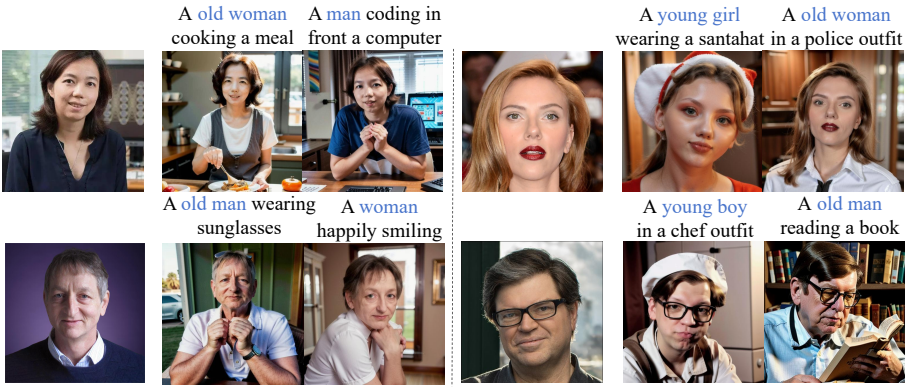 A old woman
cooking a meal
A man coding in
front a computer
A young girl
wearing a santahat
A old woman
in a police outfit
A old man wearing
sunglasses
A woman
happily smiling
A young boy
in a chef outfit
A old man
reading a book